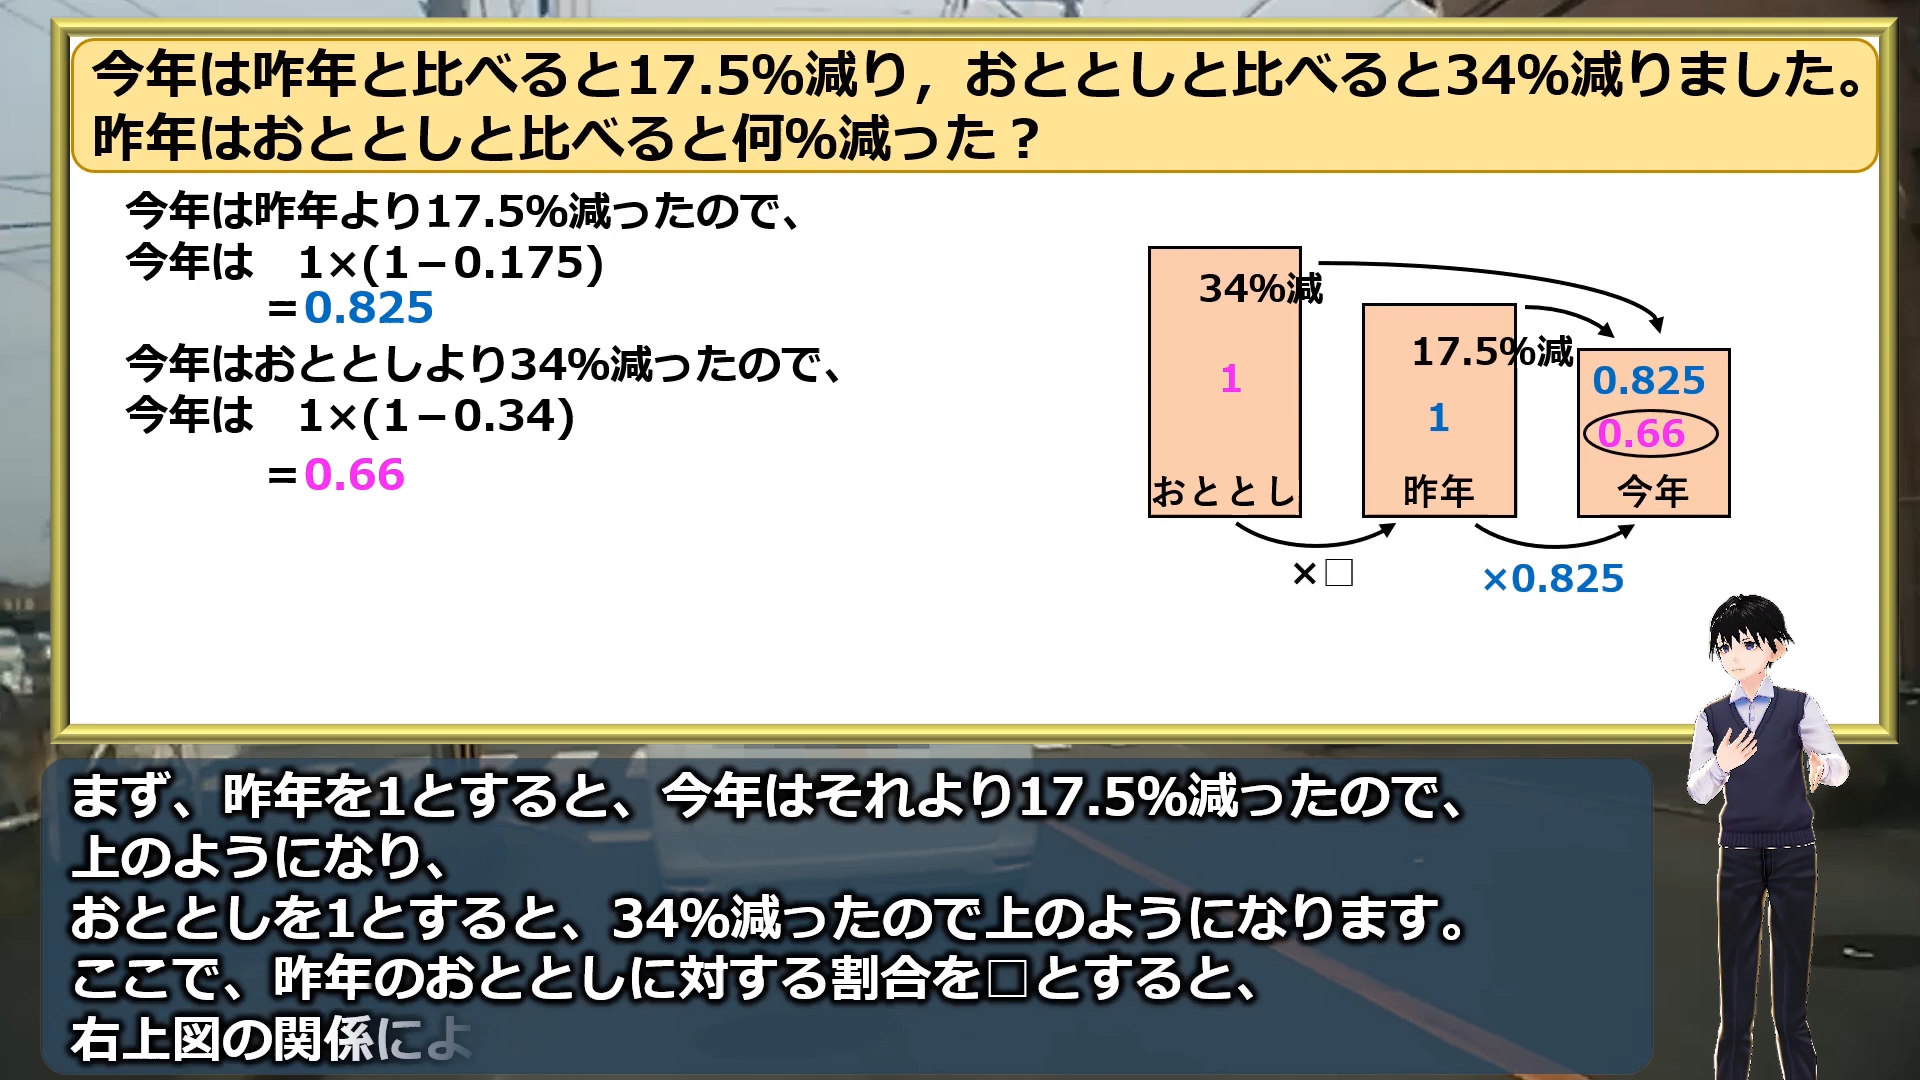 今年は昨年と比べると17.5%減り，おととしと比べると34%減りました。
昨年はおととしと比べると何%減った？
今年は昨年より17.5%減ったので、
今年は　1×(1－0.175)
＝0.825
今年はおととしより34%減ったので、
今年は　1×(1－0.34)
＝0.66
34%減
1
おととし
17.5%減
1
昨年
0.825
0.66
今年
×□
×0.825
まず、昨年を1とすると、今年はそれより17.5%減ったので、
上のようになり、
おととしを1とすると、34%減ったので上のようになります。
ここで、昨年のおととしに対する割合を□とすると、
右上図の関係によ